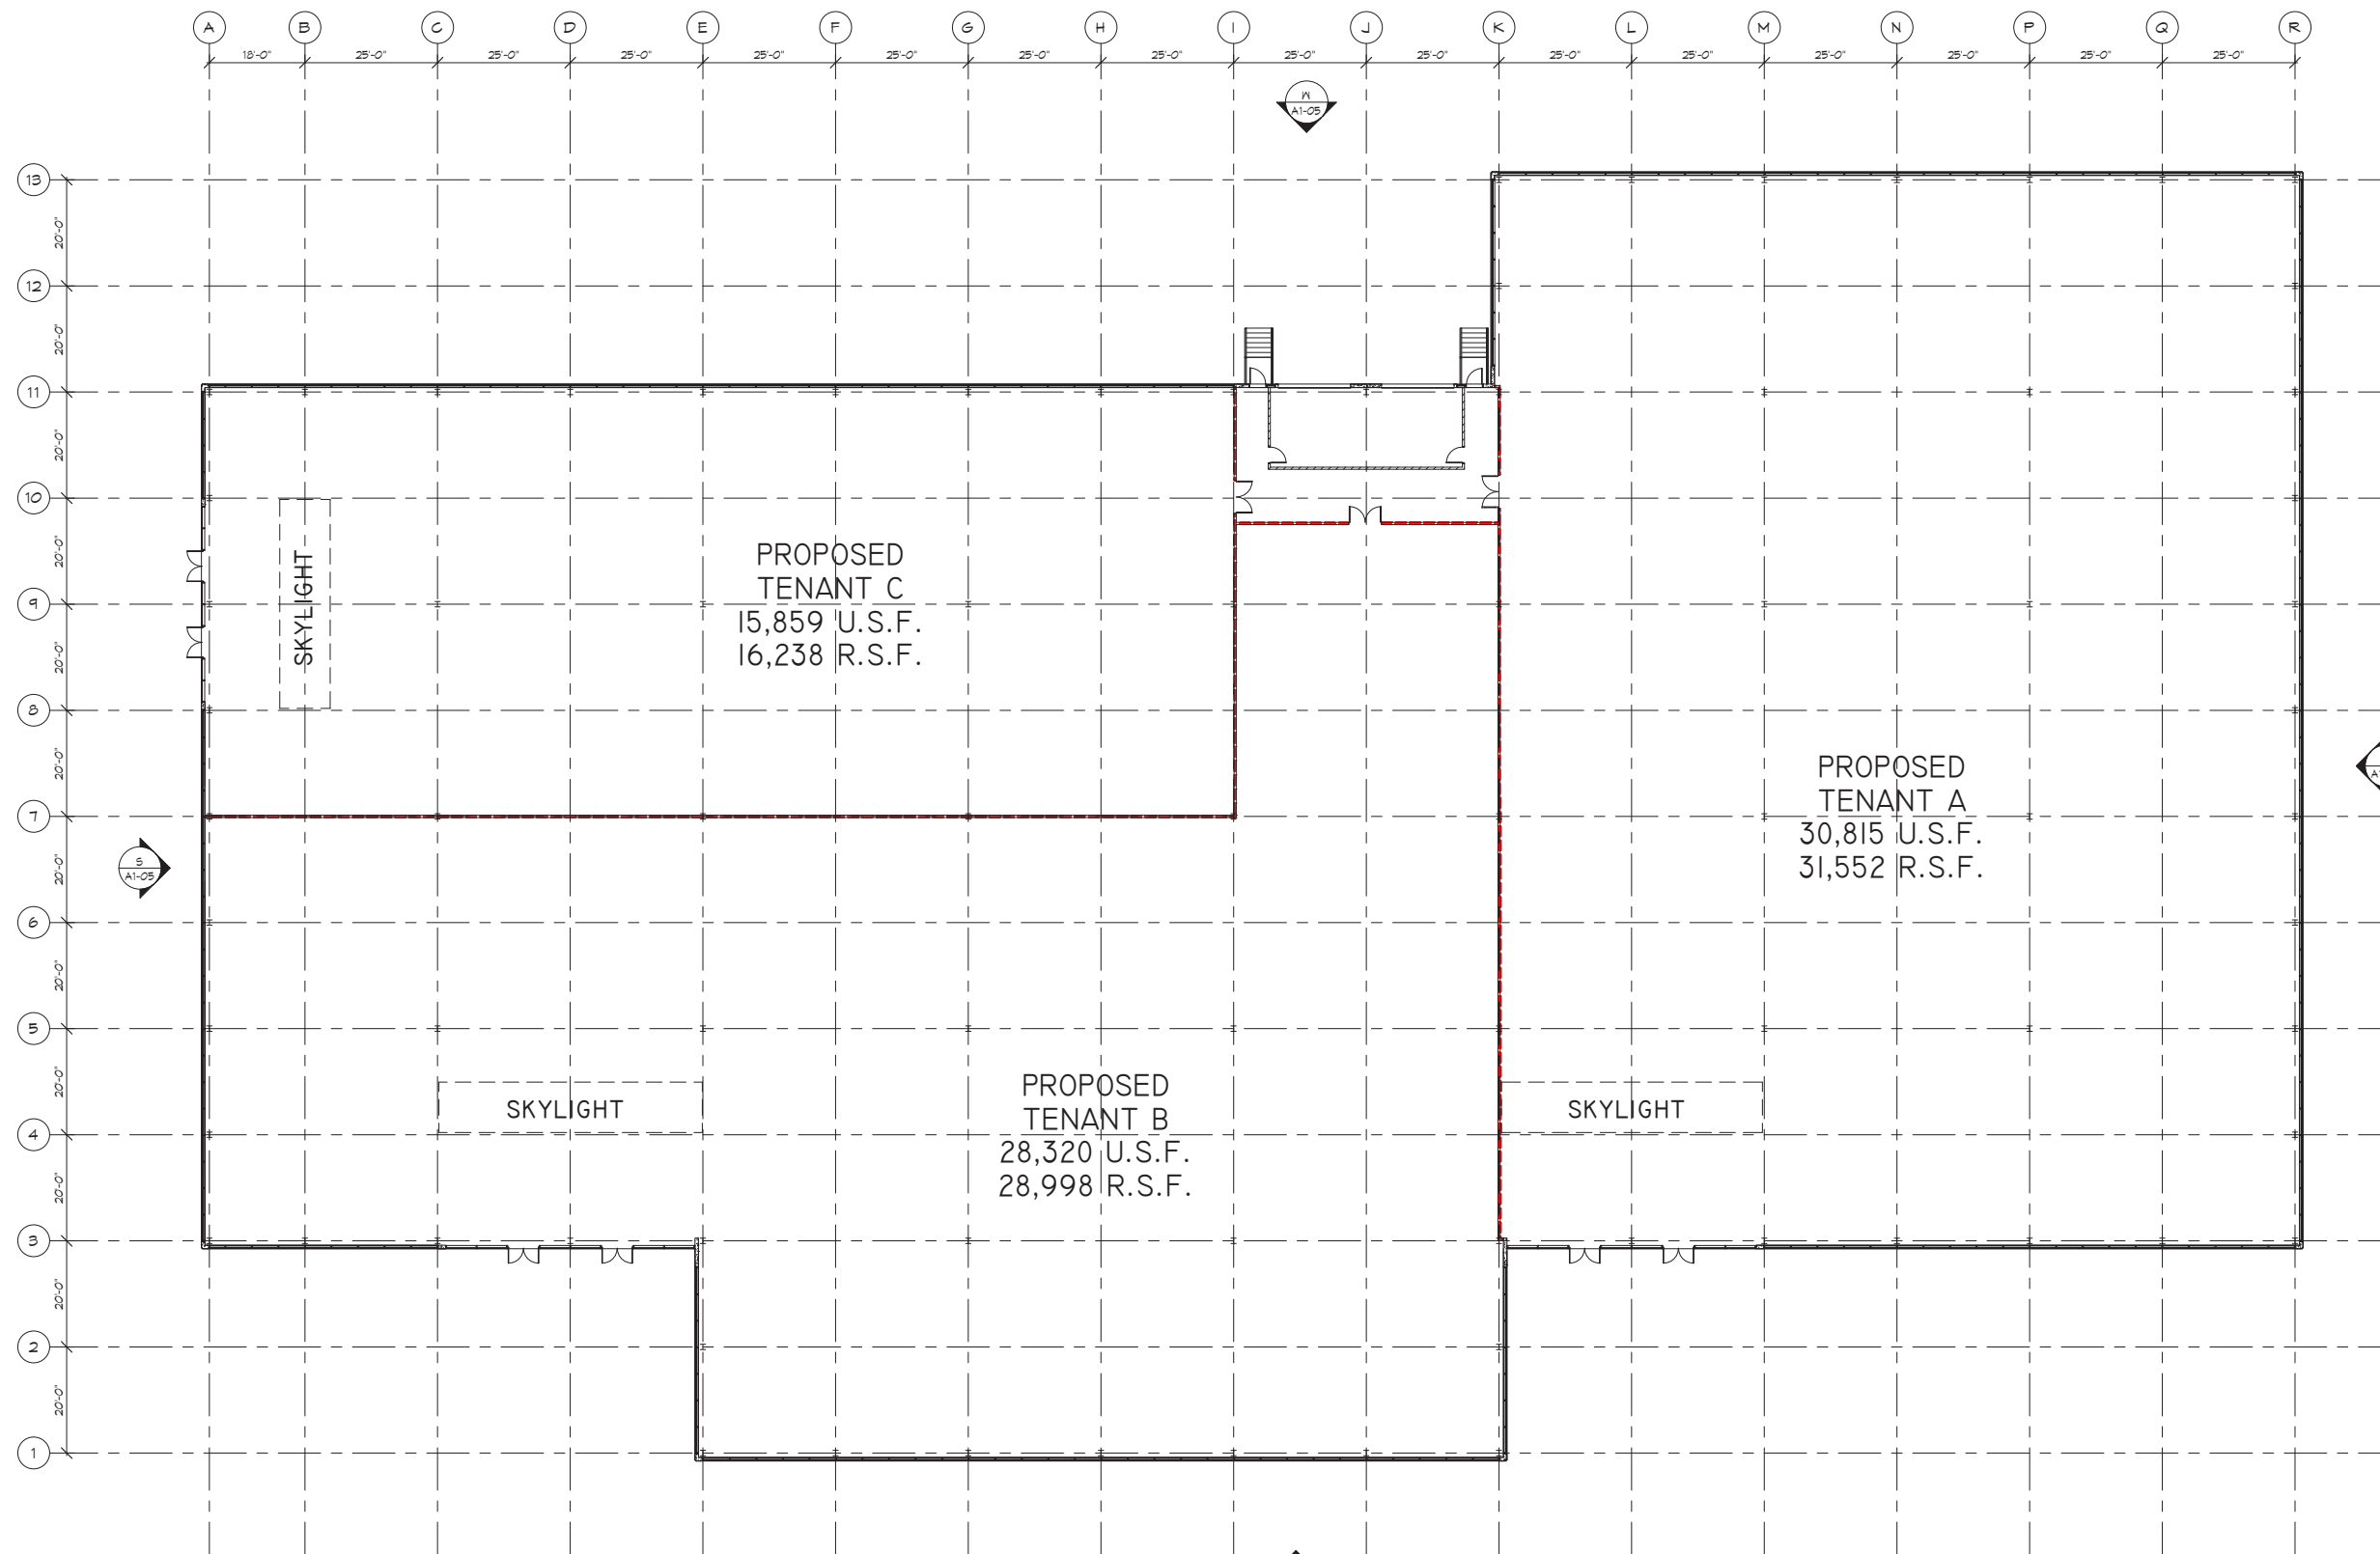 A B C D E F G H I J K L M N P Q R
18'-0" 25'-0" 25'-0" 25'-0" 25'-0" 25'-0" 25'-0" 25'-0" 25'-0" 25'-0" 25'-0" 25'-0" 25'-0" 25'-0" 25'-0" 25'-0"
W
A1-05
13
20'-0"
12
20'-0"
11
20'-0"
10
20'-0"
9
20'-0"
8
20'-0"
7
20'-0"
6
20'-0"
5
20'-0"
4
20'-0"
3
20'-0"
2
20'-0"
1
SKYLIGHT
PROPOSED
TENANT C
15,859 U.S.F.
16,238 R.S.F.
PROPOSED
TENANT A
30,815 U.S.F.
31,552 R.S.F.
S
A1-05
SKYLIGHT
PROPOSED
TENANT B
28,320 U.S.F.
28,998 R.S.F.
SKYLIGHT